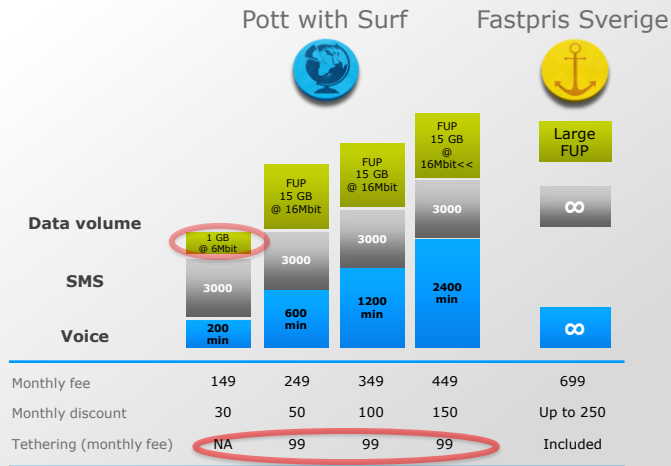 Pott with Surf
Fastpris Sverige
FUP
15 GB
@
16Mbit<<
FUP
15 GB
@ 16Mbit
FUP
15 GB
@ 16Mbit
Large
FUP
Data volume
1 GB
@ 6Mbit
3000
3000
3000
3000
∞
SMS
Voice
200
min
600
min
1200
min
2400
min
∞
Monthly fee 149 249 349 449 699
Monthly discount 30 50 100 150 Up to 250
Tethering (monthly fee) NA 99 99 99 Included